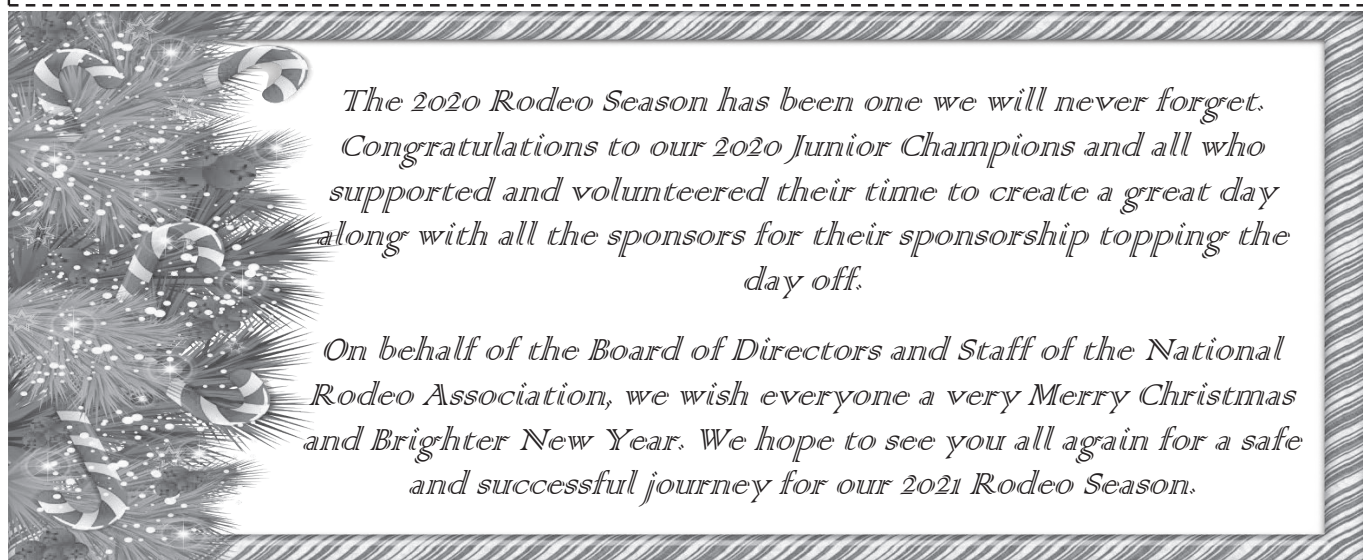 The 2020 Rodeo Season has been one we will never forget.
Congratulations to our 2020 Junior Champions and all who
supported and volunteered their time to create a great day
along with all the sponsors for their sponsorship topping the
day off.
On behalf of the Board of Directors and Staff of the National
Rodeo Association, we wish everyone a very Merry Christmas
and Brighter New Year. We hope to see you all again for a safe
and successful journey for our 2021 Rodeo Season.